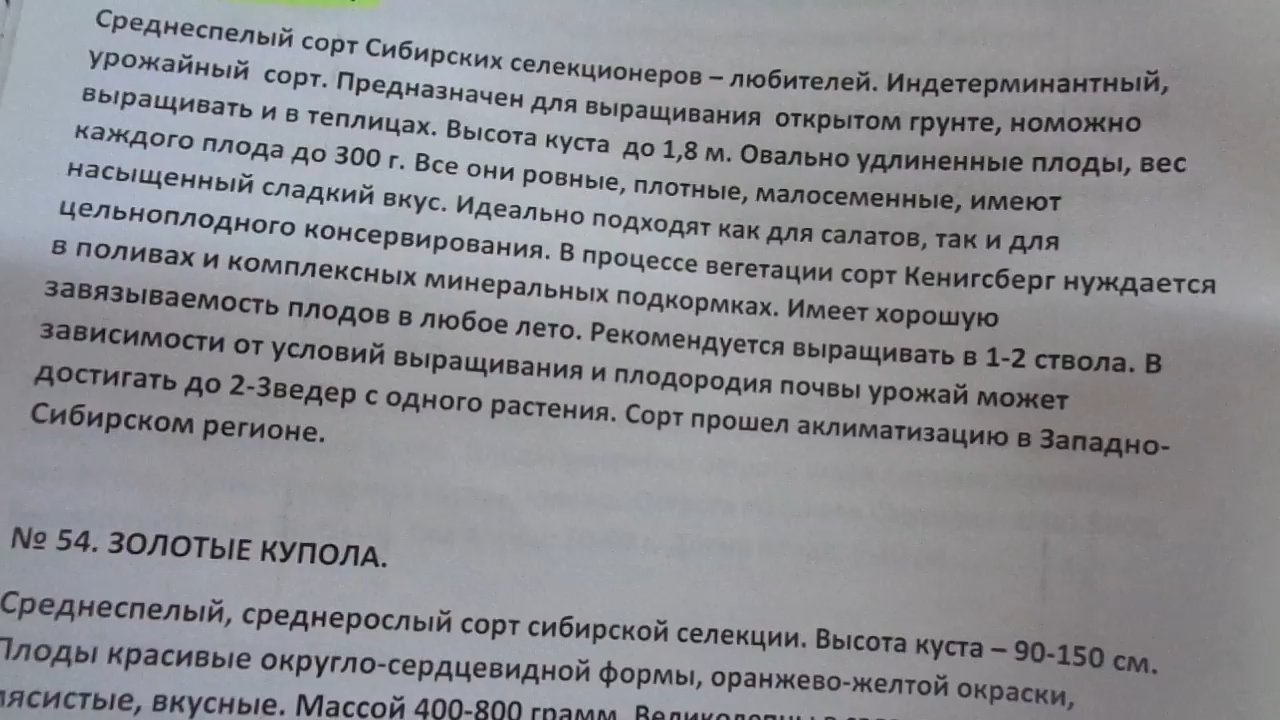 Среднеспелый сорт Сибирских селекционеров – любителей. Индетерминантный,
урожайный сорт. Предназначен для выращивания открытом грунте, номожно
выращивать и в теплицах. Высота куста до 1,8 м. Овально удлиненные плоды, вес
каждого плода до 300 г. Все они ровные, плотные, малосеменные, имеют
насыщенный сладкий вкус. Идеально подходят как для салатов, так и для
цельноплодного консервирования. В процессе вегетации сорт Кенигсберг нуждается
в поливах и комплексных минеральных подкормках. Имеет хорошую
завязываемость плодов в любое лето. Рекомендуется выращивать в 1-2 ствола. В
зависимости от условий выращивания и плодородия почвы урожай может
достигать до 2-3ведер с одного растения. Сорт прошел аклиматизацию в Западно-
Сибирском регионе.
№ 54. ЗОЛОТЫЕ КУПОЛА.
Среднеспелый, среднерослый сорт сибирской селекции. Высота куста – 90-150 см.
Плоды красивые округло-сердцевидной формы, оранжево-желтой окраски,
мясистые, вкусные. Массой 400-800 грамм.